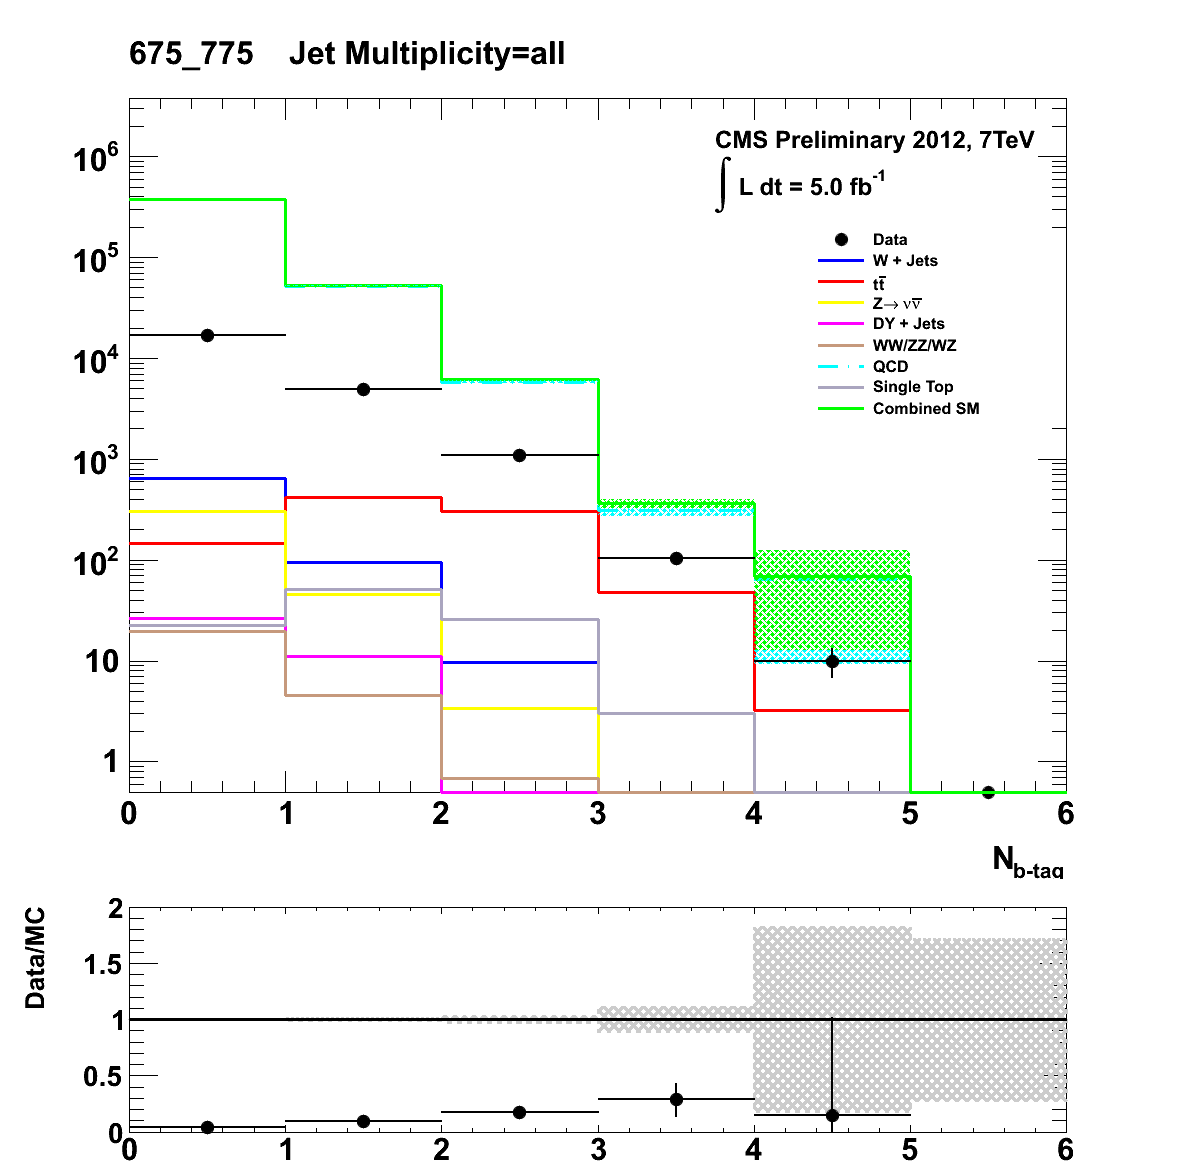 675_775 Jet Multiplicity=all
CMS Preliminary 2012, 7TeV
∫ L dt = 5.0 fb⁻¹
Data
W + Jets
tt̅
Z→ νν̅
DY + Jets
WW/ZZ/WZ
QCD
Single Top
Combined SM
10⁶
10⁵
10⁴
10³
10²
10
1
0 1 2 3 4 5 6
N_b-tag
Data/MC
2
1.5
1
0.5
0
0 1 2 3 4 5 6